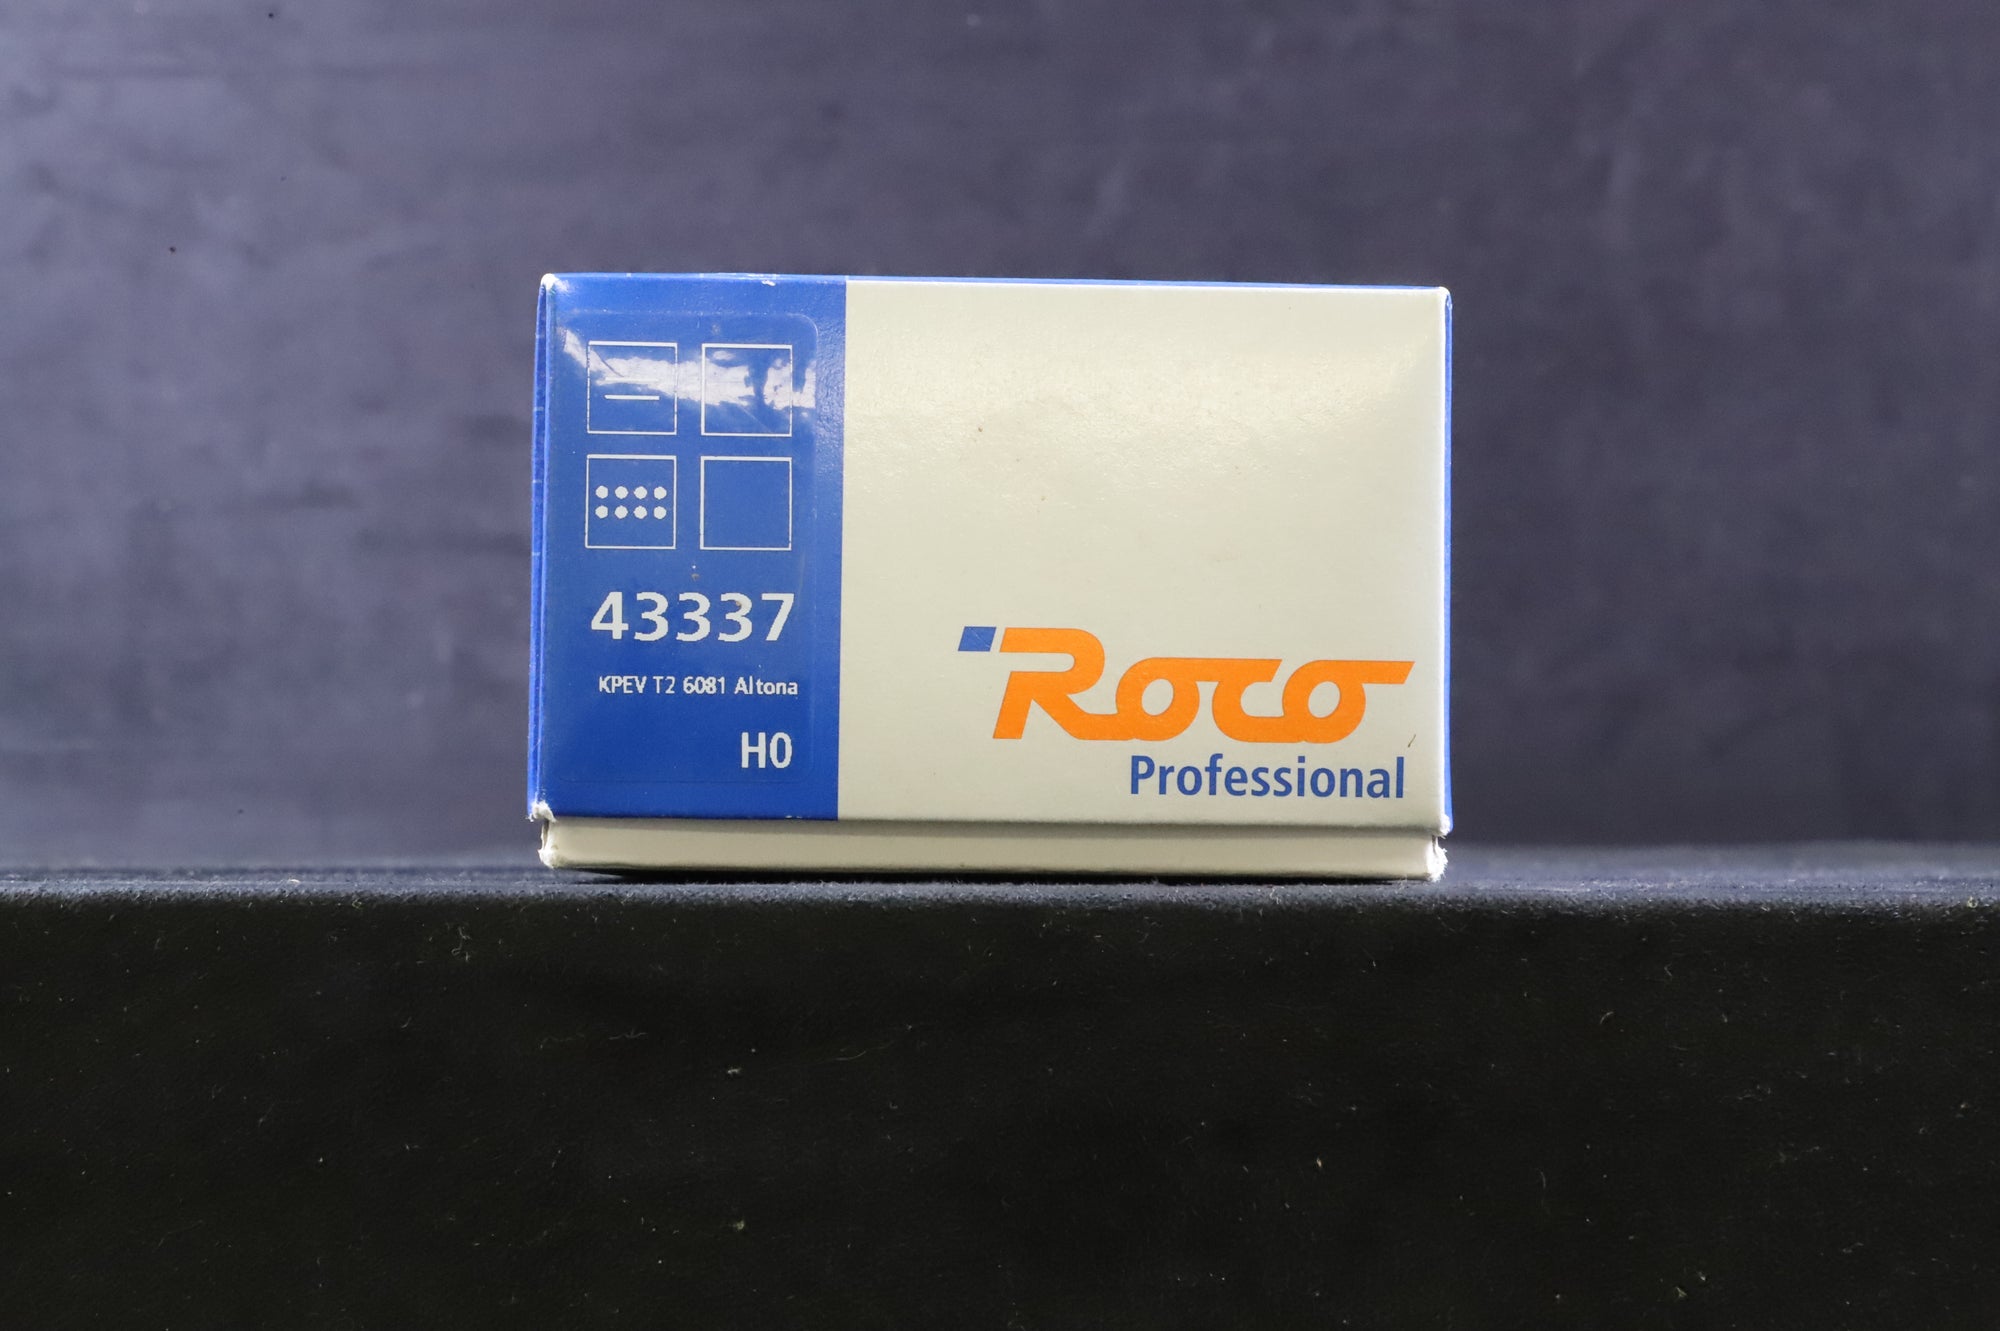 43337
KPEV T2 6081 Altona
H0
Roco
Professional